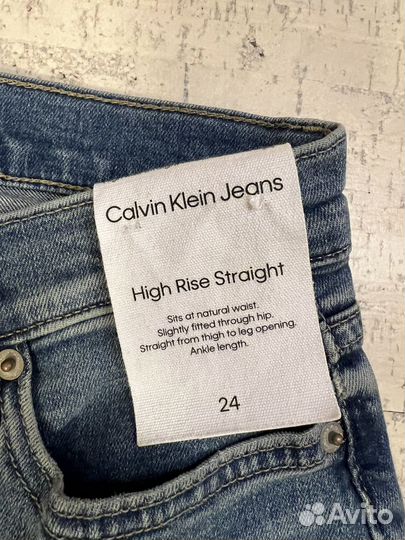 Calvin Klein Jeans
High Rise Straight
Sits at natural waist.
Slightly fitted through hip.
Straight from thigh to leg opening.
Ankle length.
24
Avito